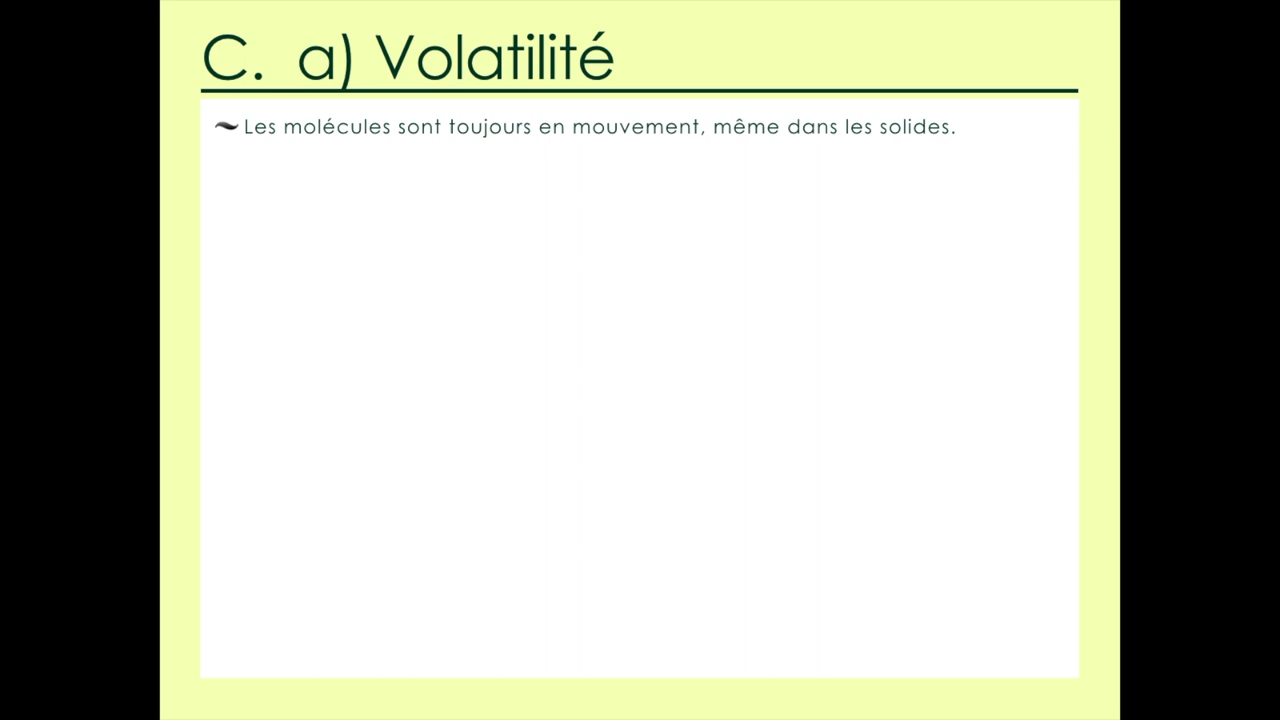 C. a) Volatilité
Les molécules sont toujours en mouvement, même dans les solides.